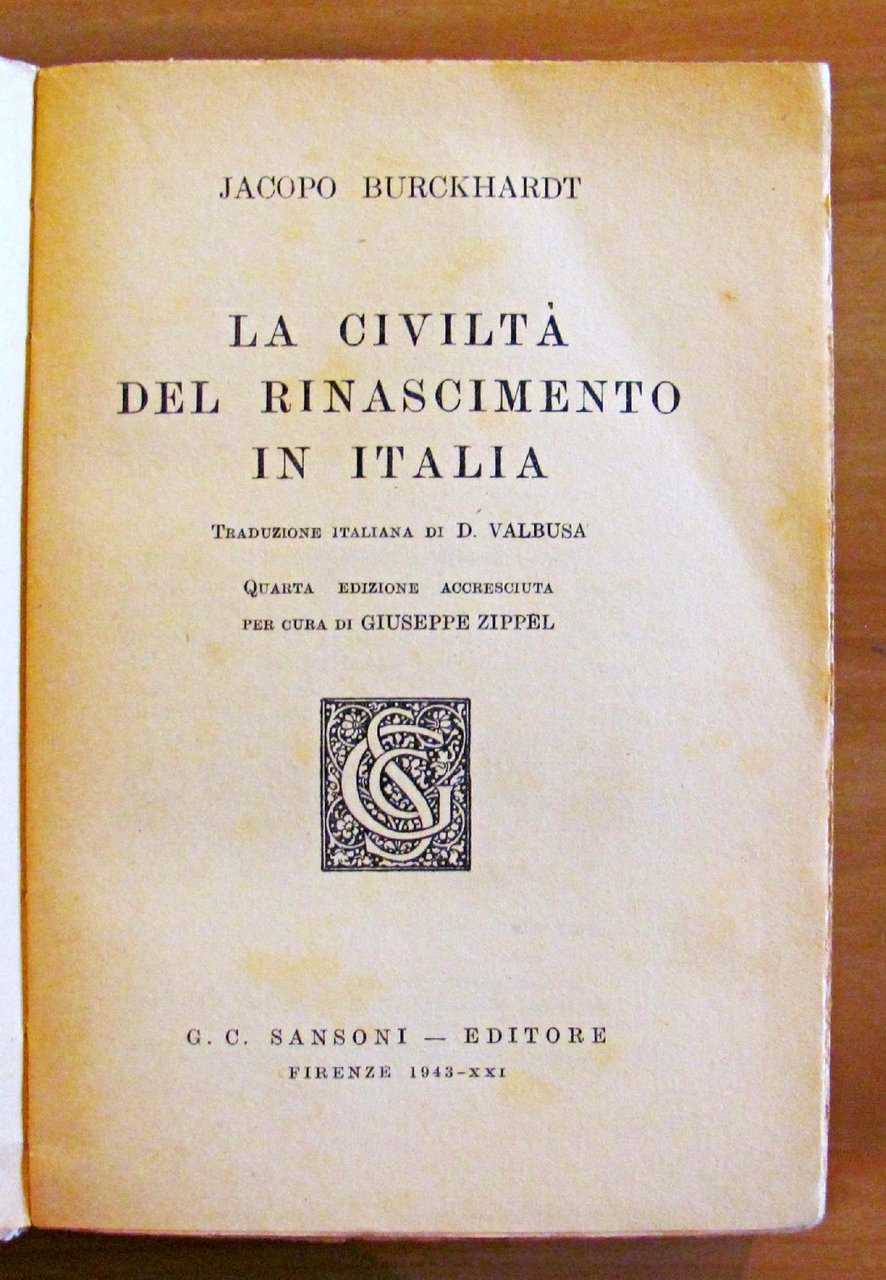 JACOPO BURCKHARDT
LA CIVILTÀ
DEL RINASCIMENTO
IN ITALIA
TRADUZIONE ITALIANA DI D. VALBUSA
QUARTA EDIZIONE ACCRESCIUTA
PER CURA DI GIUSEPPE ZIPPEL
GCS
G. C. SANSONI — EDITORE
FIRENZE 1943-XXI